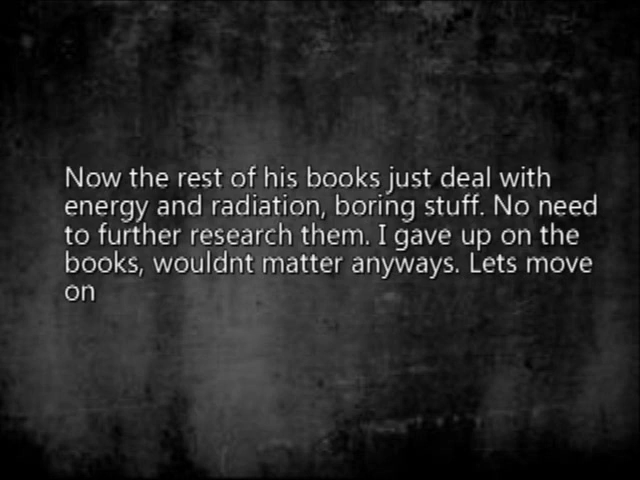 Now the rest of his books just deal with
energy and radiation, boring stuff. No need
to further research them. I gave up on the
books, wouldnt matter anyways. Lets move
on